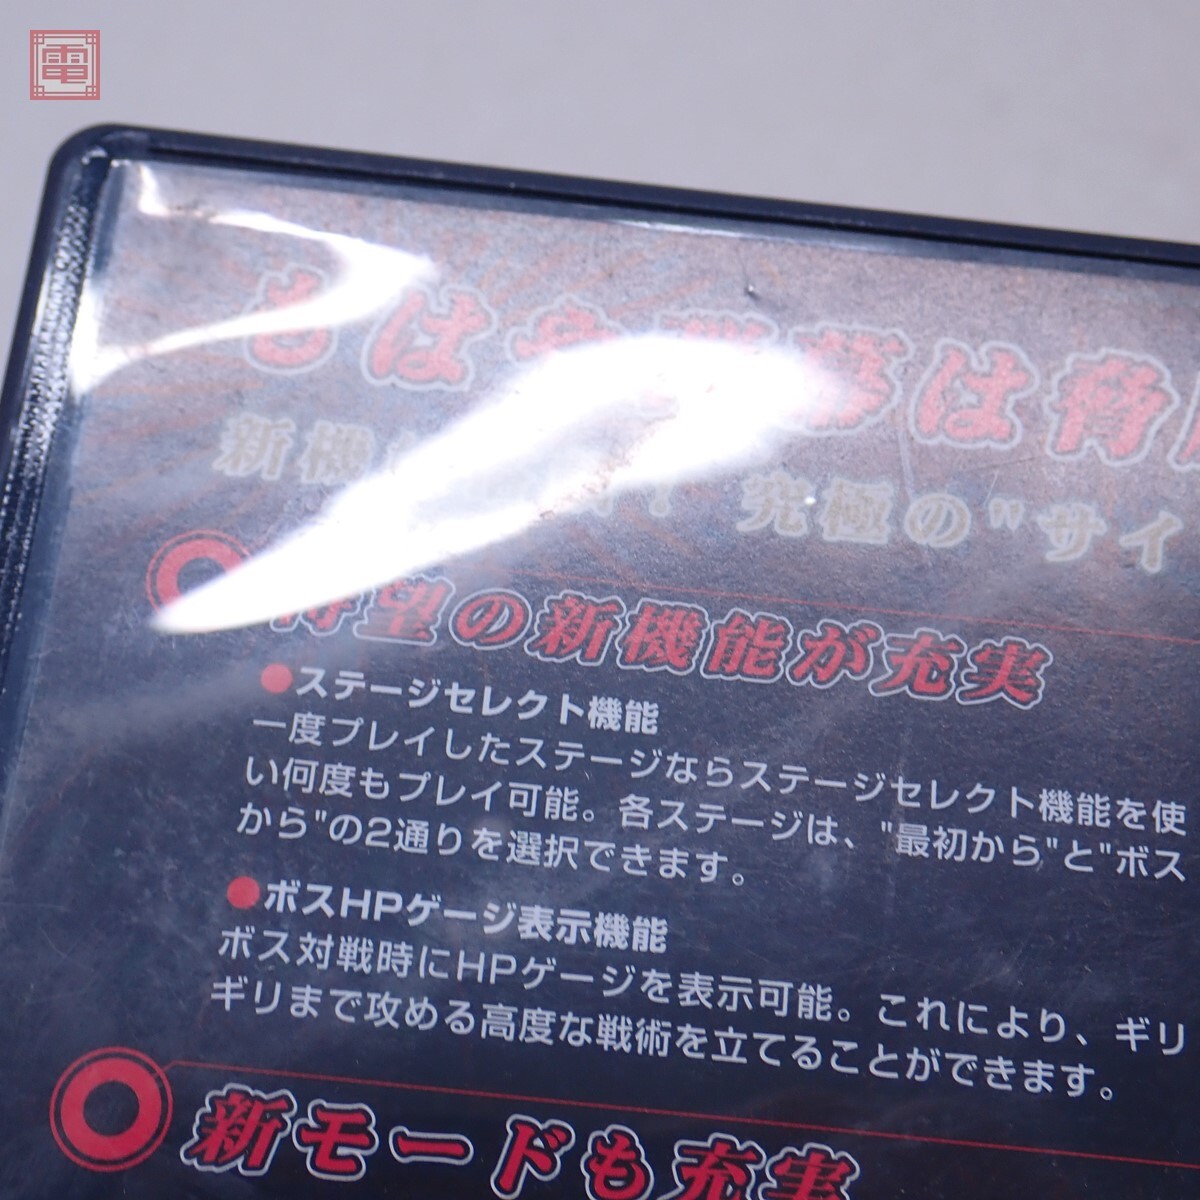 電
もはや弾幕は脅
新機 究極の"サイ
待望の新機能が充実
●ステージセレクト機能
一度プレイしたステージならステージセレクト機能を使
い何度もプレイ可能。各ステージは、"最初から"と"ボス
から"の2通りを選択できます。
●ボスHPゲージ表示機能
ボス対戦時にHPゲージを表示可能。これにより、ギリ
ギリまで攻める高度な戦術を立てることができます。
新モードも充実